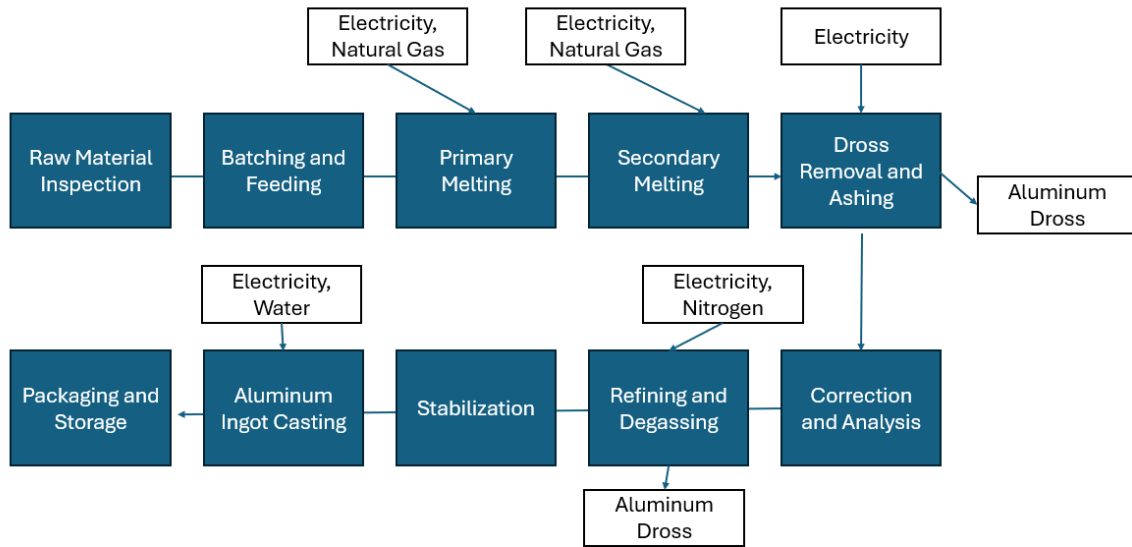 Electricity,
Natural Gas
Electricity,
Natural Gas
Electricity
Raw Material
Inspection
Batching and
Feeding
Primary
Melting
Secondary
Melting
Dross
Removal and
Ashing
Aluminum
Dross
Electricity,
Water
Electricity,
Nitrogen
Packaging and
Storage
Aluminum
Ingot Casting
Stabilization
Refining and
Degassing
Correction
and Analysis
Aluminum
Dross